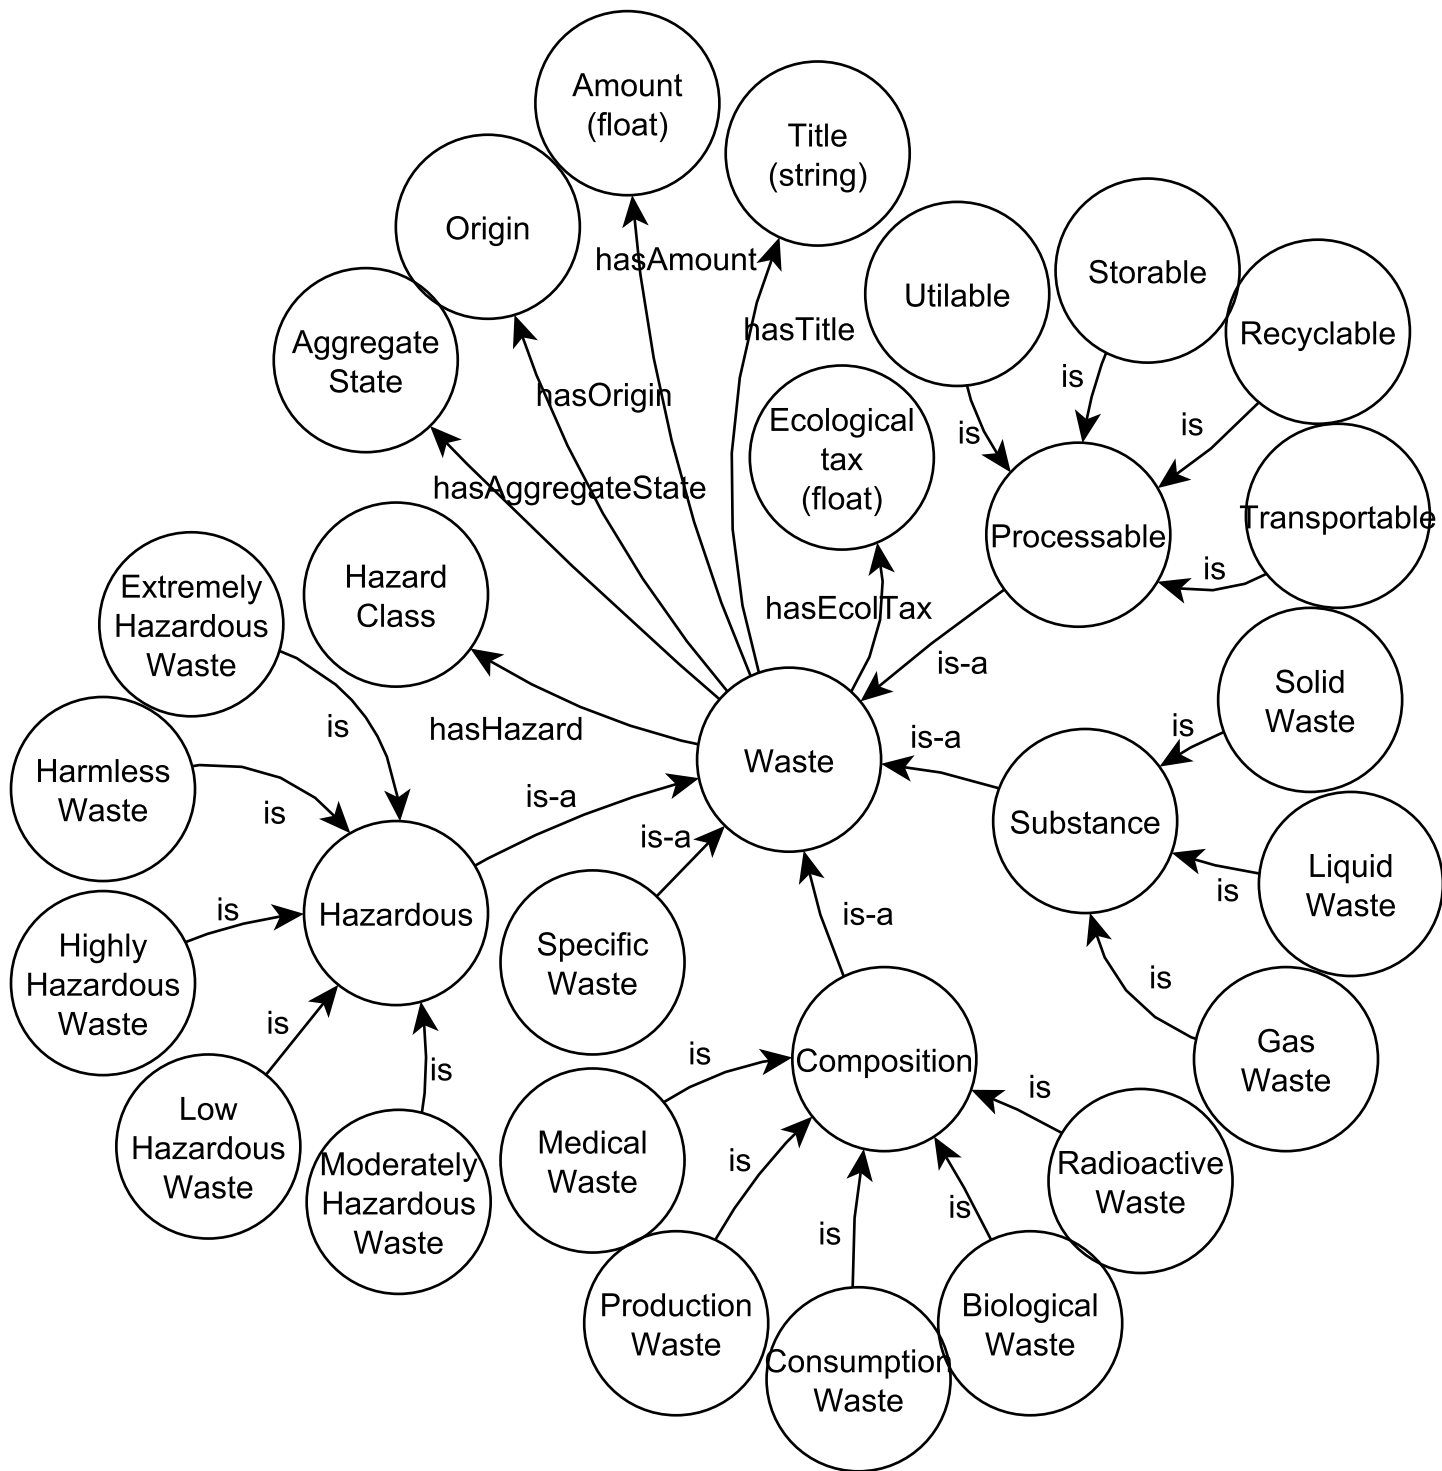 Amount
(float)
Title
(string)
Origin
hasAmount
Storable
Utilable
Recyclable
hasTitle
Aggregate
State
is
hasOrigin
is
is
Ecological
tax
(float)
hasAggregateState
Transportable
Processable
is
Hazard
Class
hasEcolTax
Extremely
Hazardous
Waste
is-a
Solid
Waste
is
hasHazard
is
is-a
Waste
Harmless
Waste
is
is-a
is-a
Substance
Liquid
Waste
is
is
Hazardous
is-a
Highly
Hazardous
Waste
Specific
Waste
is
is
Composition
Gas
Waste
is
is
is
Low
Hazardous
Waste
Moderately
Hazardous
Waste
Medical
Waste
is
Radioactive
Waste
is
is
Production
Waste
Biological
Waste
Consumption
Waste